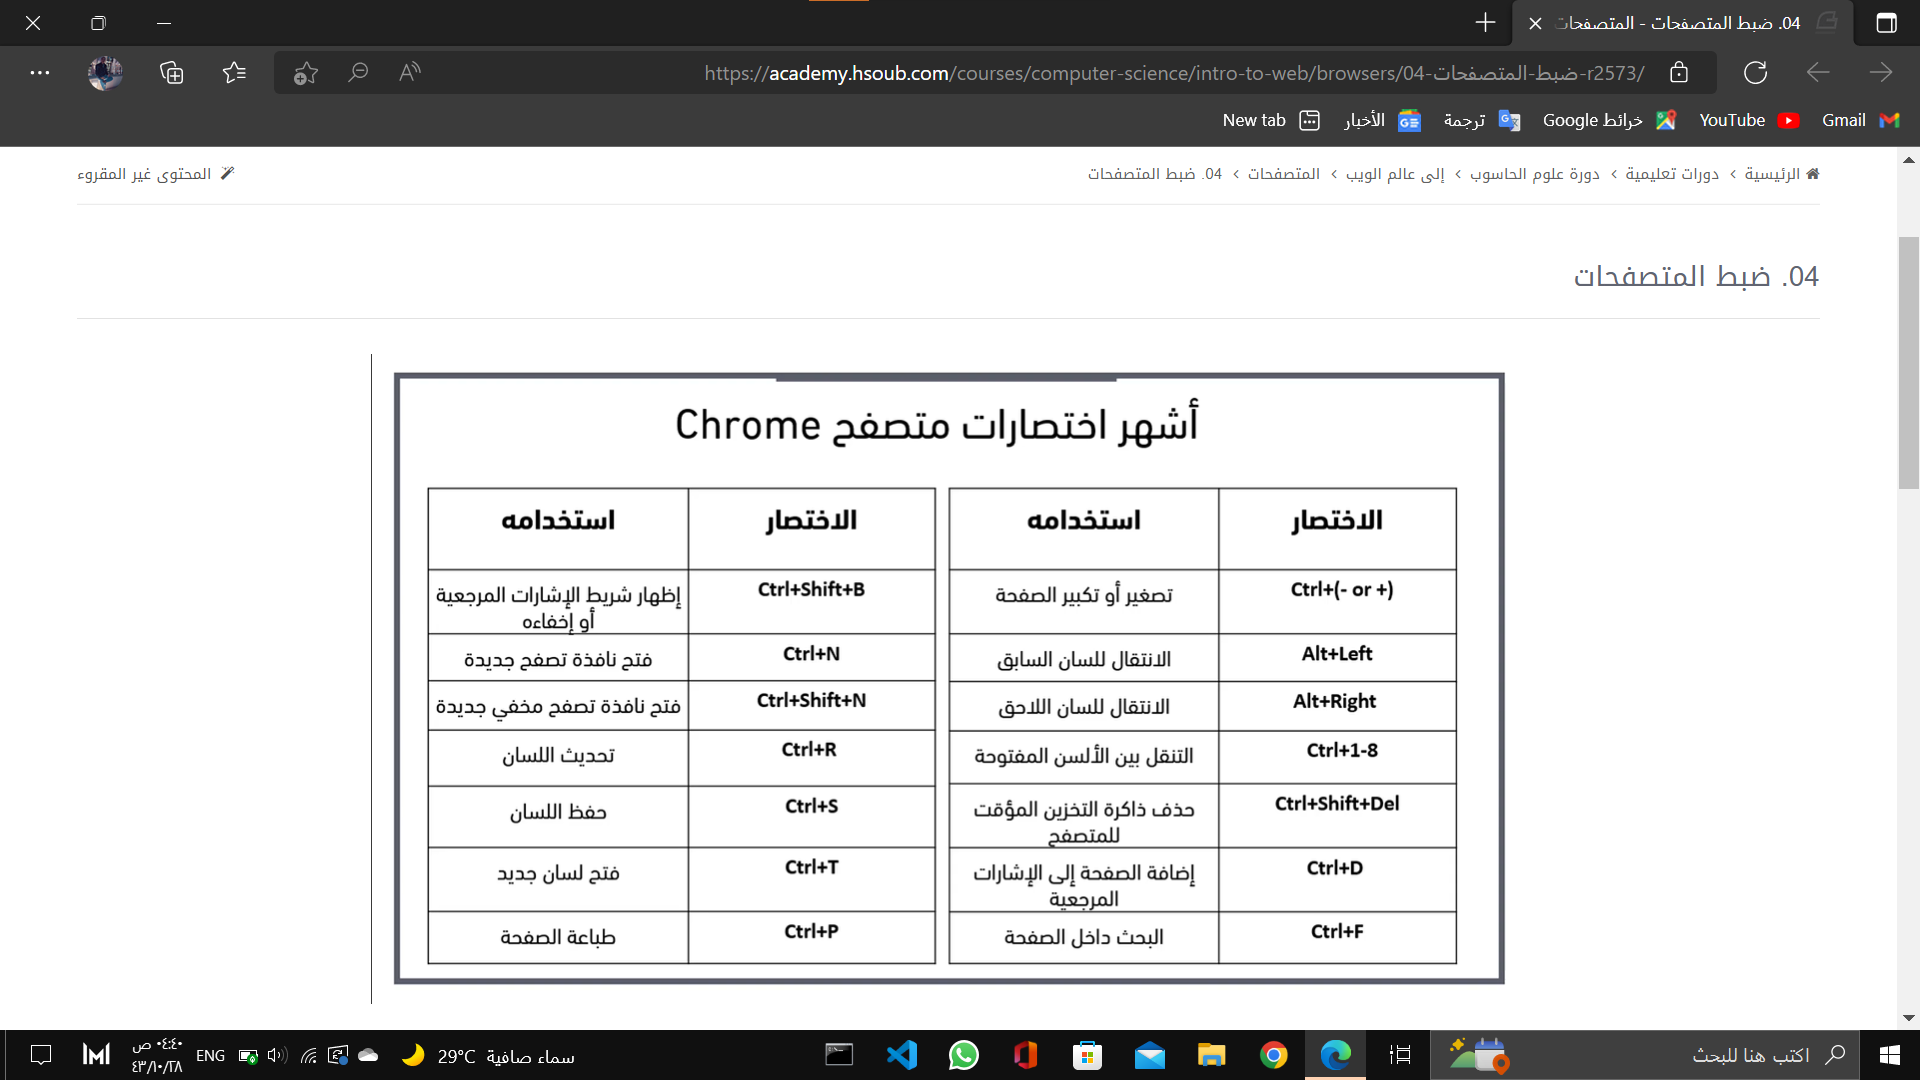 04. ضبط المتصفحات - المتصفحات
https://academy.hsoub.com/courses/computer-science/intro-to-web/browsers/04-ضبط-المتصفحات-r2573/
Gmail
YouTube
خرائط Google
ترجمة
الأخبار
New tab
الرئيسية › دورات تعليمية › دورة علوم الحاسوب › إلى عالم الويب › المتصفحات › 04. ضبط المتصفحات
المحتوى غير المقروء
04. ضبط المتصفحات
أشهر اختصارات متصفح Chrome
الاختصار استخدامه الاختصار استخدامه
Ctrl+(- or +) تصغير أو تكبير الصفحة
Alt+Left الانتقال للسان السابق
Alt+Right الانتقال للسان اللاحق
Ctrl+1-8 التنقل بين الألسن المفتوحة
Ctrl+Shift+Del حذف ذاكرة التخزين المؤقت
للمتصفح
Ctrl+D إضافة الصفحة إلى الإشارات
المرجعية
Ctrl+F البحث داخل الصفحة
Ctrl+Shift+B إظهار شريط الإشارات المرجعية
أو إخفاءه
Ctrl+N فتح نافذة تصفح جديدة
Ctrl+Shift+N فتح نافذة تصفح مخفي جديدة
Ctrl+R تحديث اللسان
Ctrl+S حفظ اللسان
Ctrl+T فتح لسان جديد
Ctrl+P طباعة الصفحة
اكتب هنا للبحث
29°C سماء صافية
ENG
٠٤:٤٠ ص
٤٣/١٠/٢٨